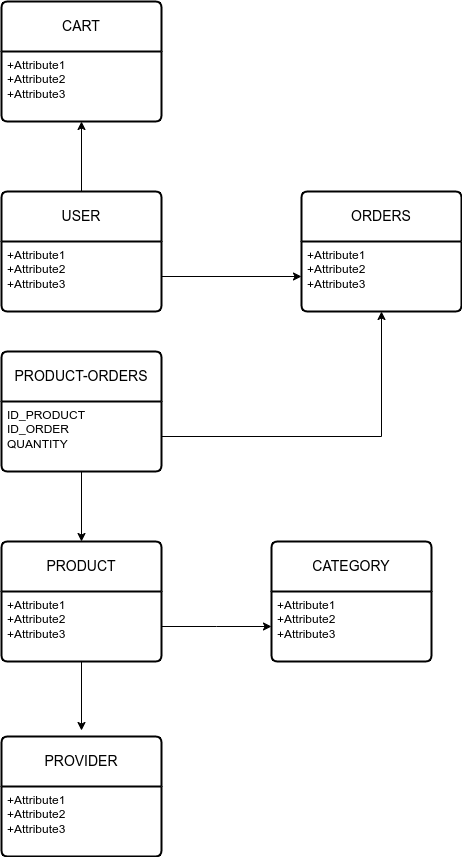 CART
+Attribute1
+Attribute2
+Attribute3
USER
+Attribute1
+Attribute2
+Attribute3
ORDERS
+Attribute1
+Attribute2
+Attribute3
PRODUCT-ORDERS
ID_PRODUCT
ID_ORDER
QUANTITY
PRODUCT
+Attribute1
+Attribute2
+Attribute3
CATEGORY
+Attribute1
+Attribute2
+Attribute3
PROVIDER
+Attribute1
+Attribute2
+Attribute3